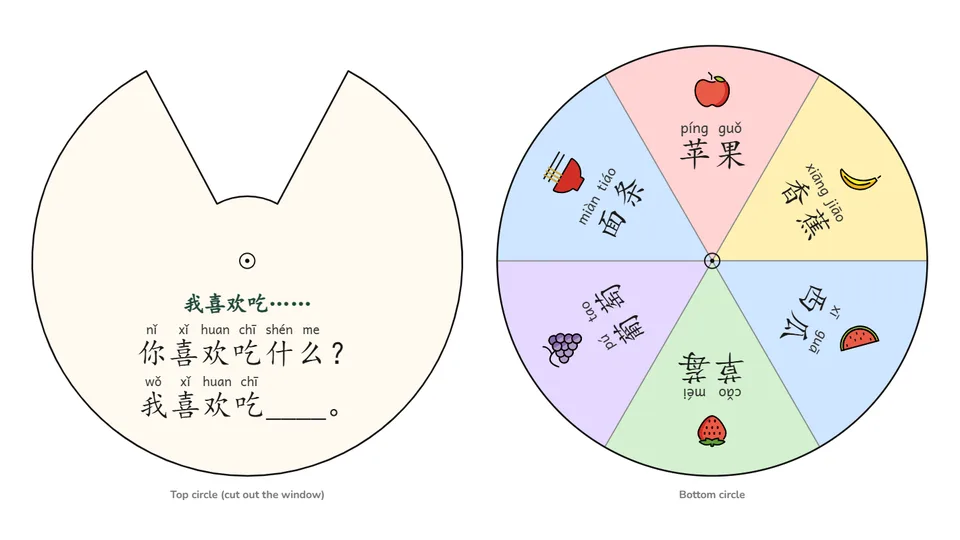 我喜欢吃……
nǐ xǐ huan chī shén me
你喜欢吃什么？
wǒ xǐ huan chī
我喜欢吃____。
Top circle (cut out the window)
píng guǒ
苹果
xiāng jiāo
香蕉
xī guā
西瓜
cǎo méi
草莓
pú tao
葡萄
miàn tiáo
面条
Bottom circle